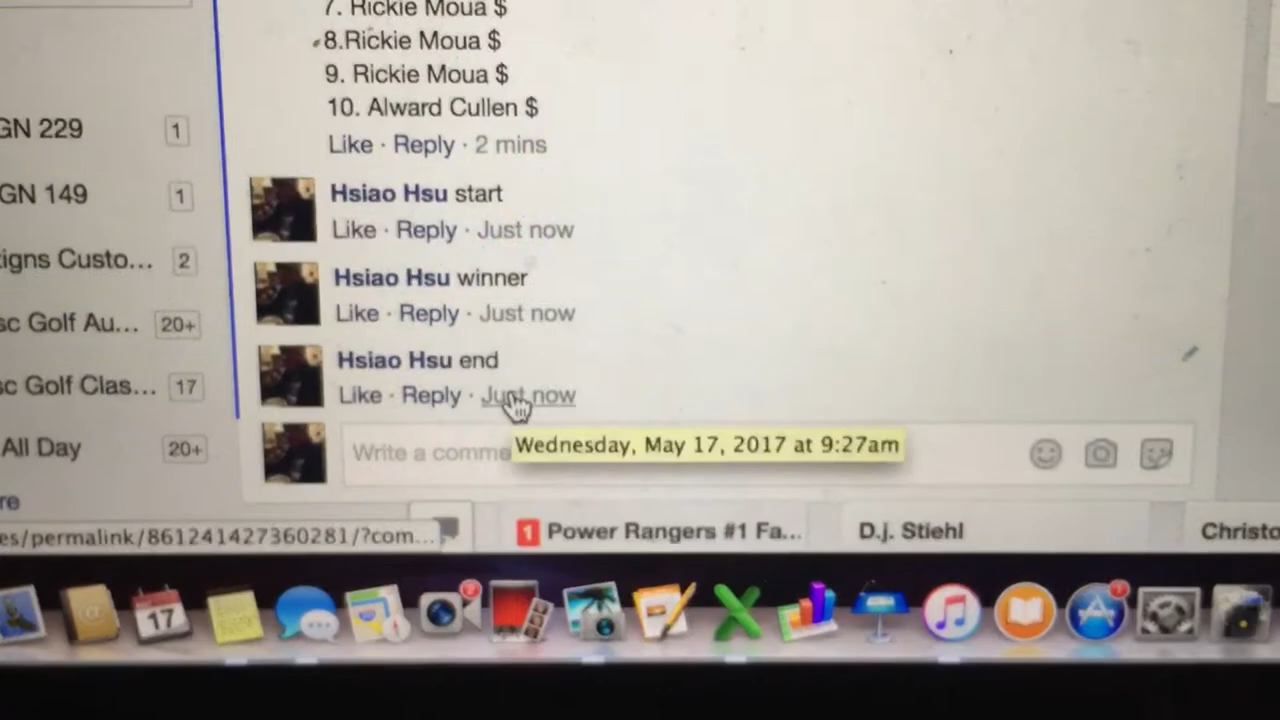 7. Rickie Moua $
8.Rickie Moua $
9. Rickie Moua $
10. Alward Cullen $
Like · Reply · 2 mins
GN 229 1
Hsiao Hsu start
GN 149 1
Like · Reply · Just now
igns Custo... 2
Hsiao Hsu winner
Like · Reply · Just now
sc Golf Au... 20+
Hsiao Hsu end
sc Golf Clas... 17
Like · Reply · Just now
All Day 20+
Write a comme
Wednesday, May 17, 2017 at 9:27am
re
es/permalink/861241427360281/?com...
1 Power Rangers #1 Fa...
D.j. Stiehl
Christo
17